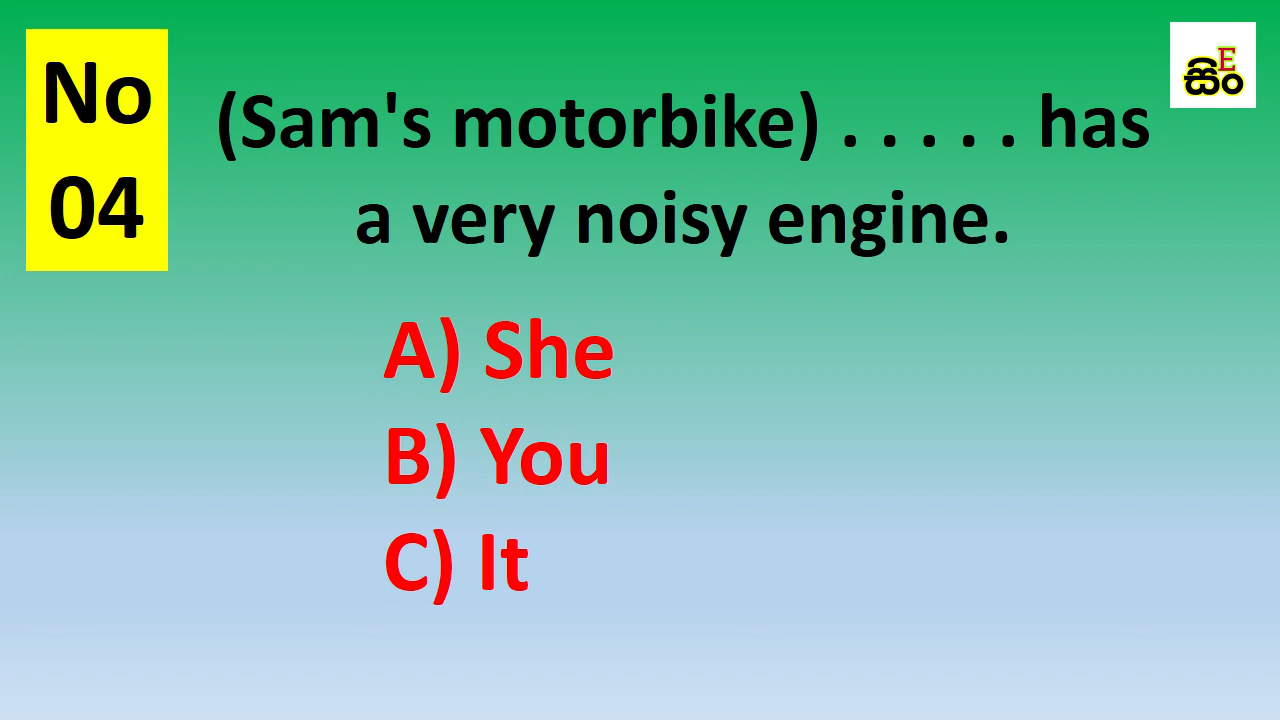 No
04
(Sam's motorbike) . . . . . has
a very noisy engine.
A) She
B) You
C) It
සිංE